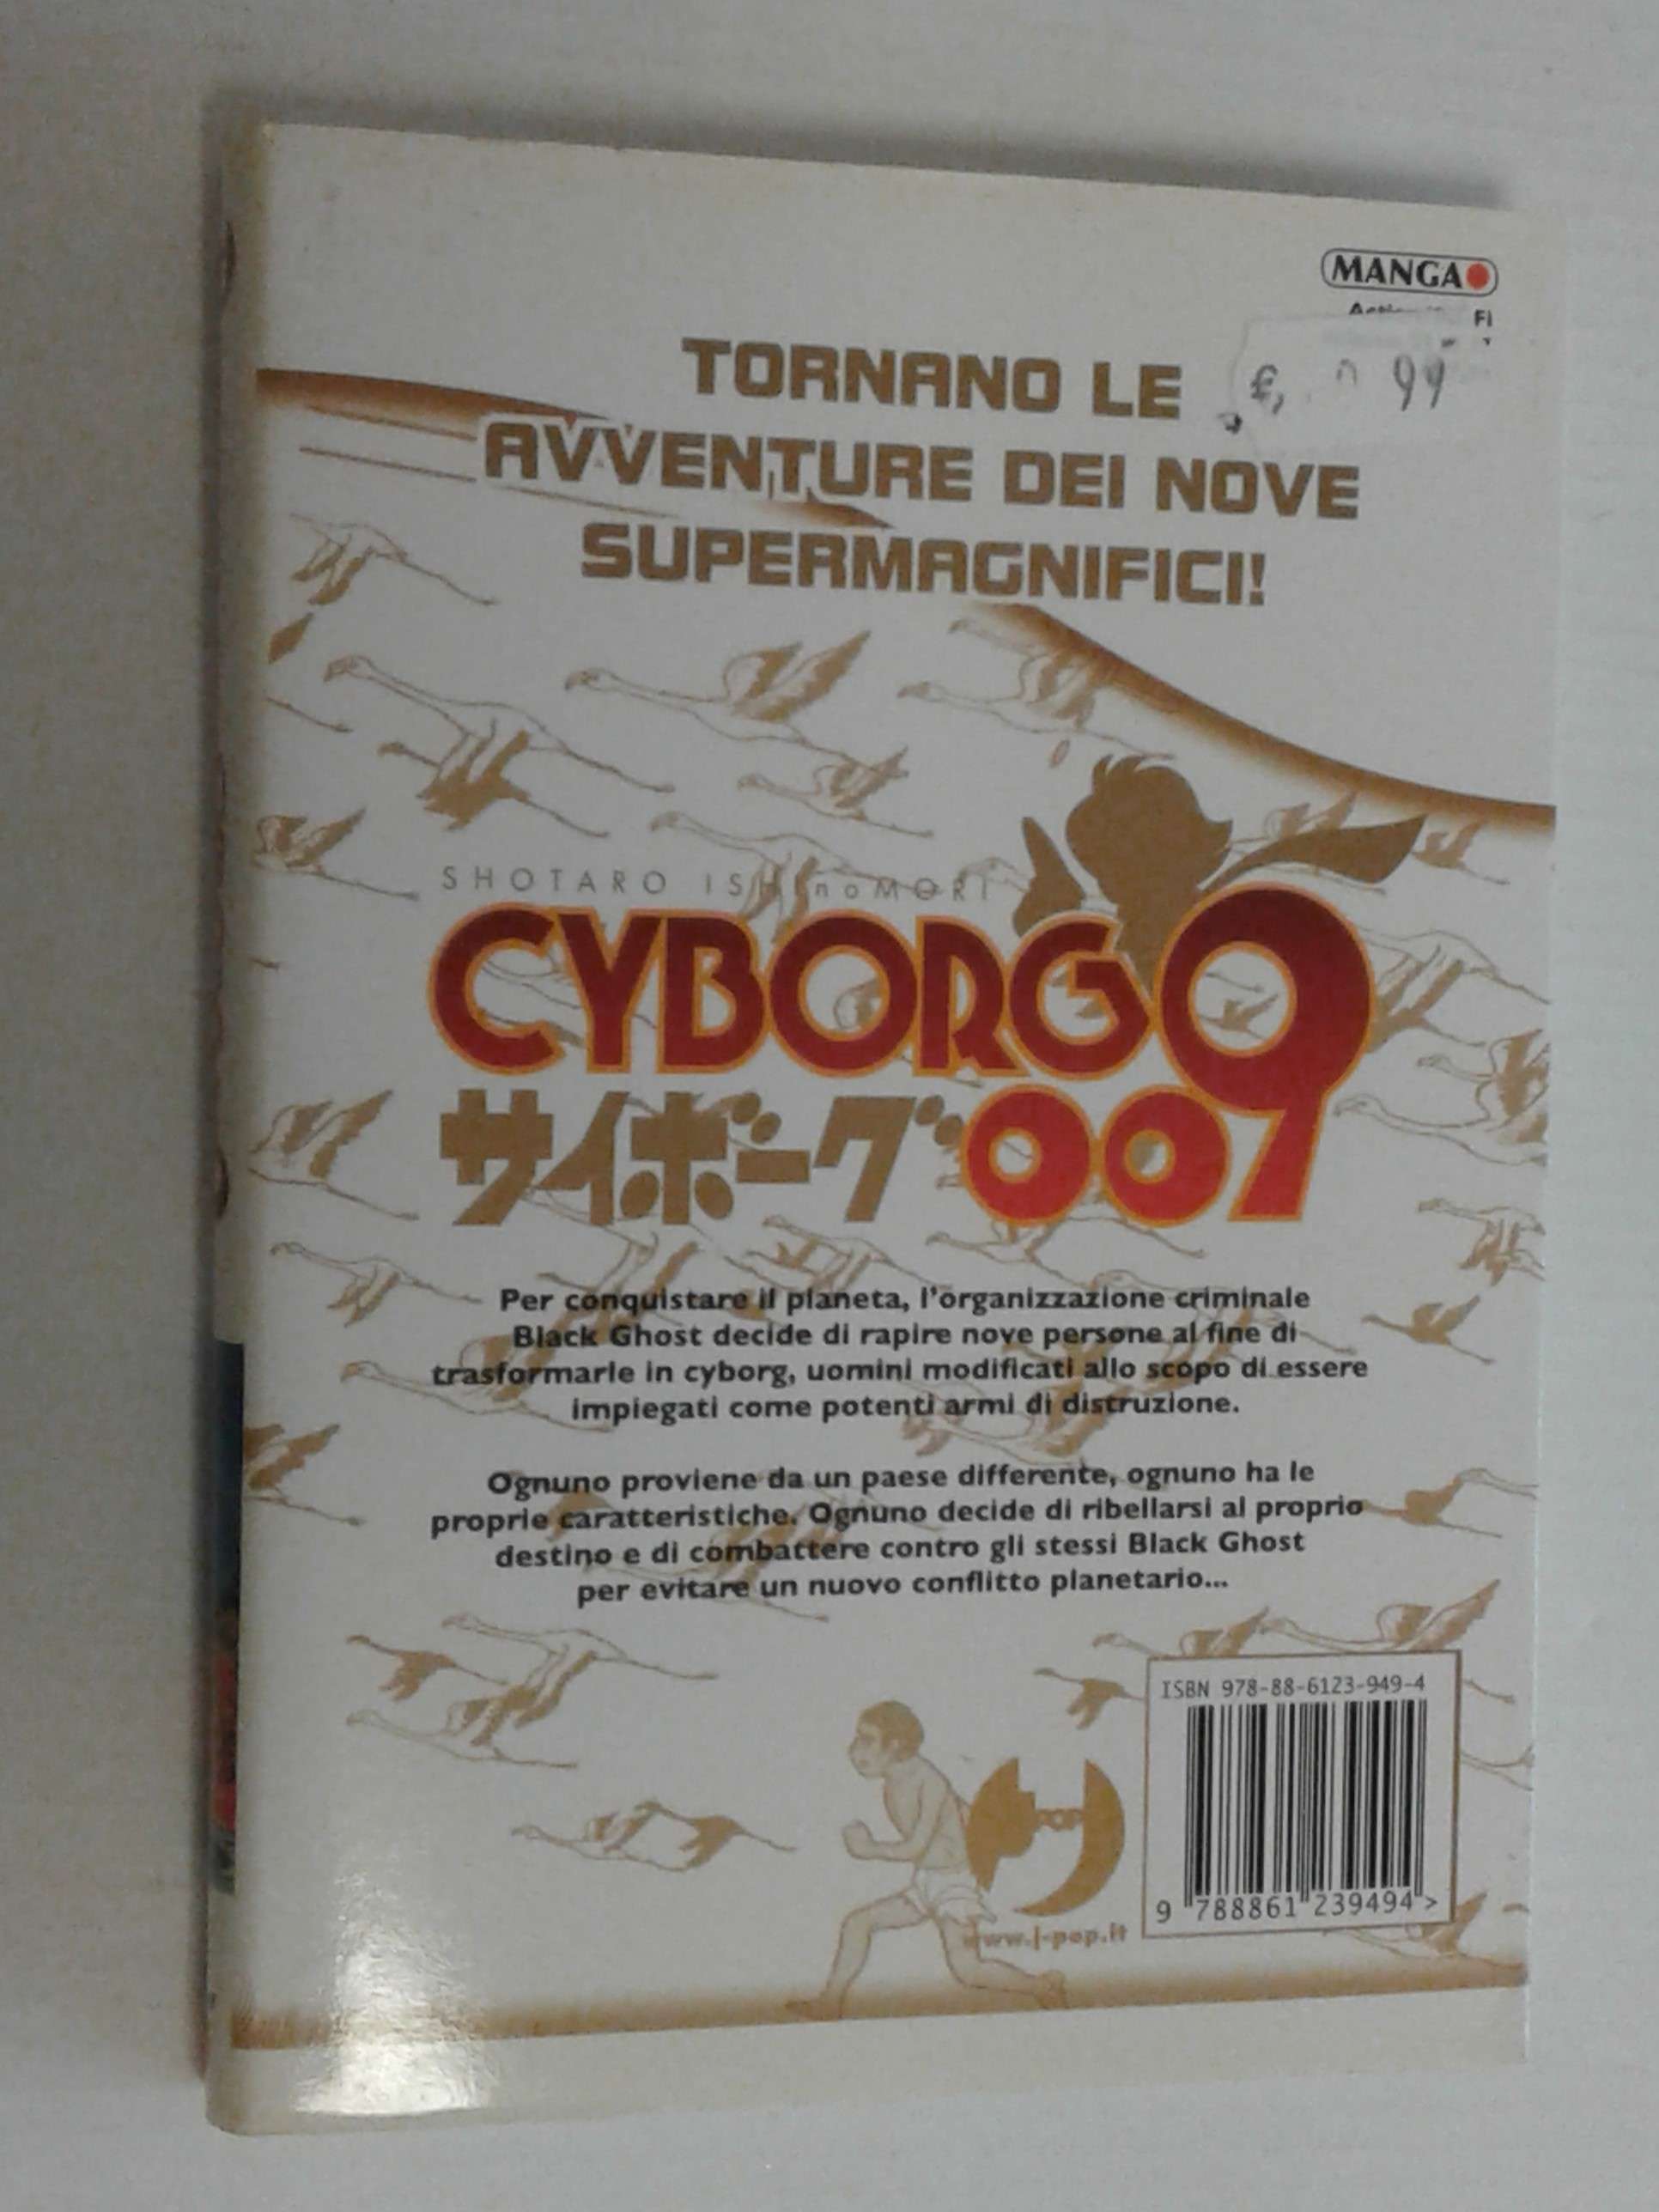 MANGA
TORNANO LE
€, 99
AVVENTURE DEI NOVE
SUPERMAGNIFICI!
SHOTARO ISHInoMORI
CYBORG 009
サイボーグ 009
Per conquistare il pianeta, l'organizzazione criminale
Black Ghost decide di rapire nove persone al fine di
trasformarle in cyborg, uomini modificati allo scopo di essere
impiegati come potenti armi di distruzione.
Ognuno proviene da un paese differente, ognuno ha le
proprie caratteristiche. Ognuno decide di ribellarsi al proprio
destino e di combattere contro gli stessi Black Ghost
per evitare un nuovo conflitto planetario...
ISBN 978-88-6123-949-4
9 788861 239494 >
POP
www.j-pop.it